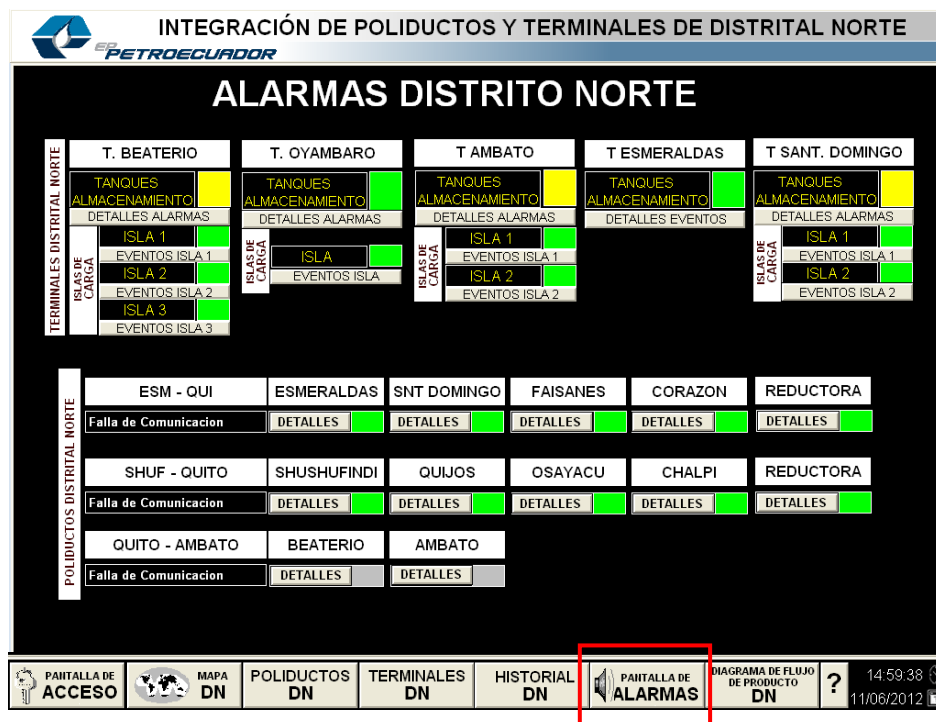 INTEGRACIÓN DE POLIDUCTOS Y TERMINALES DE DISTRITAL NORTE
EP PETROECUADOR
ALARMAS DISTRITO NORTE
TERMINALES DISTRITAL NORTE
T. BEATERIO
TANQUES
ALMACENAMIENTO
DETALLES ALARMAS
ISLAS DE
CARGA
ISLA 1
EVENTOS ISLA 1
ISLA 2
EVENTOS ISLA 2
ISLA 3
EVENTOS ISLA 3
T. OYAMBARO
TANQUES
ALMACENAMIENTO
DETALLES ALARMAS
ISLAS DE
CARGA
ISLA
EVENTOS ISLA
T AMBATO
TANQUES
ALMACENAMIENTO
DETALLES ALARMAS
ISLAS DE
CARGA
ISLA 1
EVENTOS ISLA 1
ISLA 2
EVENTOS ISLA 2
T ESMERALDAS
TANQUES
ALMACENAMIENTO
DETALLES EVENTOS
T SANT. DOMINGO
TANQUES
ALMACENAMIENTO
DETALLES ALARMAS
ISLAS DE
CARGA
ISLA 1
EVENTOS ISLA 1
ISLA 2
EVENTOS ISLA 2
POLIDUCTOS DISTRITAL NORTE
ESM - QUI ESMERALDAS SNT DOMINGO FAISANES CORAZON REDUCTORA
Falla de Comunicacion DETALLES DETALLES DETALLES DETALLES DETALLES
SHUF - QUITO SHUSHUFINDI QUIJOS OSAYACU CHALPI REDUCTORA
Falla de Comunicacion DETALLES DETALLES DETALLES DETALLES DETALLES
QUITO - AMBATO BEATERIO AMBATO
Falla de Comunicacion DETALLES DETALLES
PANTALLA DE
ACCESO
MAPA
DN
POLIDUCTOS
DN
TERMINALES
DN
HISTORIAL
DN
PANTALLA DE
ALARMAS
DIAGRAMA DE FLUJO
DE PRODUCTO
DN
?
14:59:38
11/06/2012